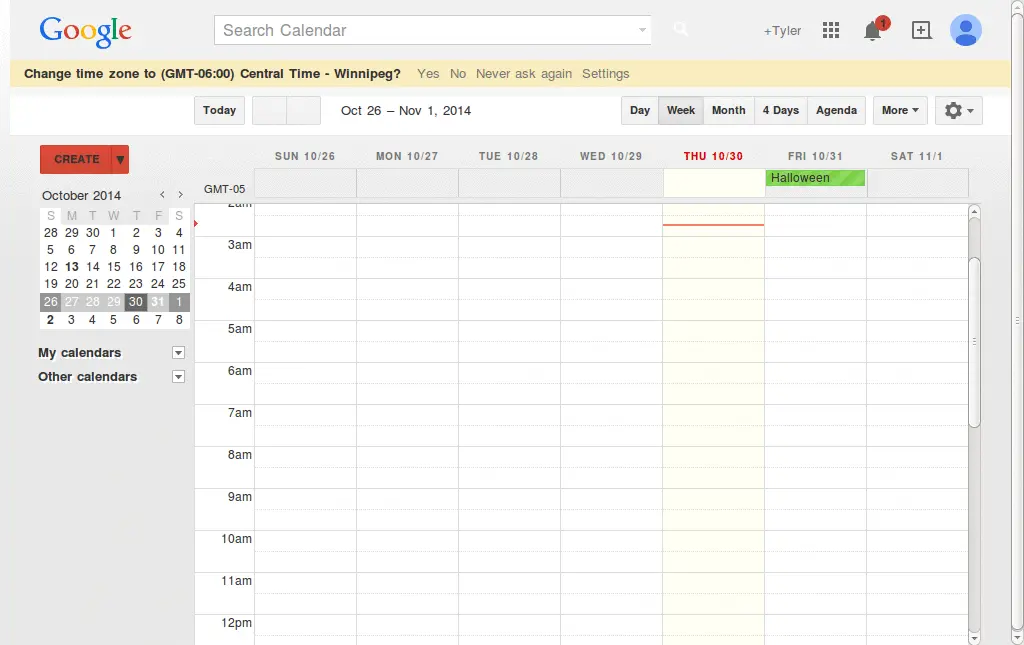 Google
Search Calendar
+Tyler
1
Change time zone to (GMT-06:00) Central Time - Winnipeg? Yes No Never ask again Settings
Today
Oct 26 – Nov 1, 2014
Day Week Month 4 Days Agenda More
CREATE
SUN 10/26 MON 10/27 TUE 10/28 WED 10/29 THU 10/30 FRI 10/31 SAT 11/1
GMT-05
Halloween
October 2014
S M T W T F S
28 29 30 1 2 3 4
5 6 7 8 9 10 11
12 13 14 15 16 17 18
19 20 21 22 23 24 25
26 27 28 29 30 31 1
2 3 4 5 6 7 8
My calendars
Other calendars
2am
3am
4am
5am
6am
7am
8am
9am
10am
11am
12pm